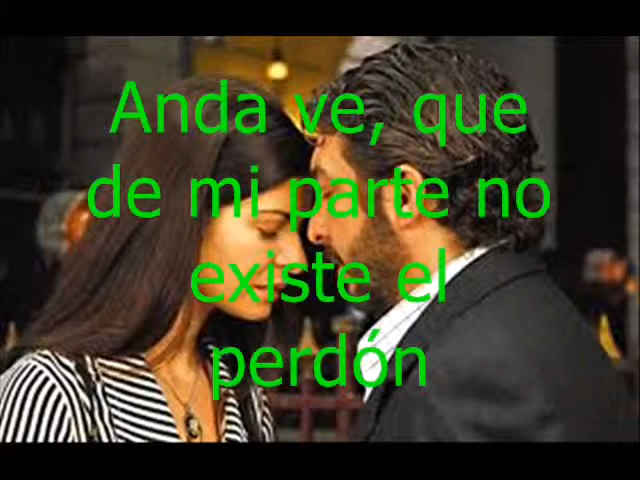 Anda ve, que
de mi parte no
existe el
perdón